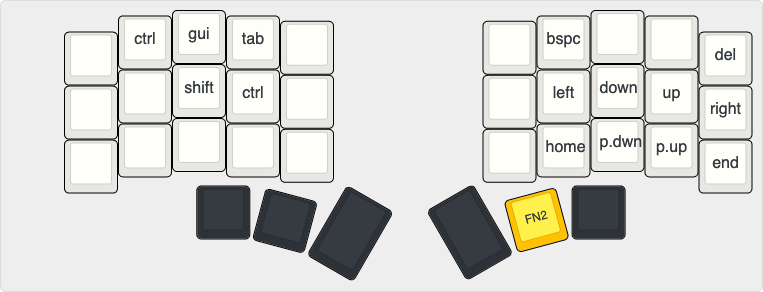 ctrl gui tab
shift ctrl
bspc del
left down up right
home p.dwn p.up end
FN2